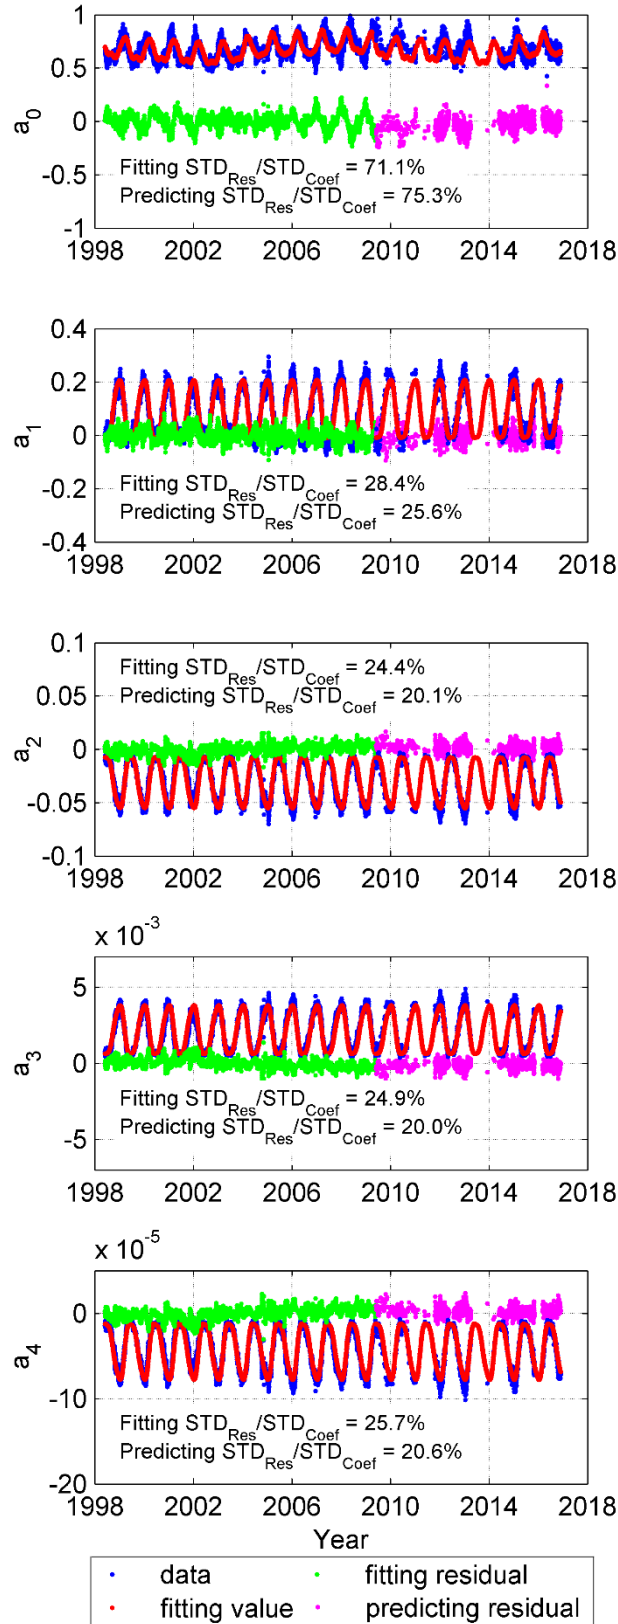 1
0.5
0
-0.5
-1
a0
Fitting STDRes/STDCoef = 71.1%
Predicting STDRes/STDCoef = 75.3%
1998 2002 2006 2010 2014 2018
0.4
0.2
0
-0.2
-0.4
a1
Fitting STDRes/STDCoef = 28.4%
Predicting STDRes/STDCoef = 25.6%
1998 2002 2006 2010 2014 2018
0.1
0.05
0
-0.05
-0.1
a2
Fitting STDRes/STDCoef = 24.4%
Predicting STDRes/STDCoef = 20.1%
1998 2002 2006 2010 2014 2018
x 10-3
5
0
-5
a3
Fitting STDRes/STDCoef = 24.9%
Predicting STDRes/STDCoef = 20.0%
1998 2002 2006 2010 2014 2018
x 10-5
0
-10
-20
a4
Fitting STDRes/STDCoef = 25.7%
Predicting STDRes/STDCoef = 20.6%
1998 2002 2006 2010 2014 2018
Year
data fitting residual
fitting value predicting residual